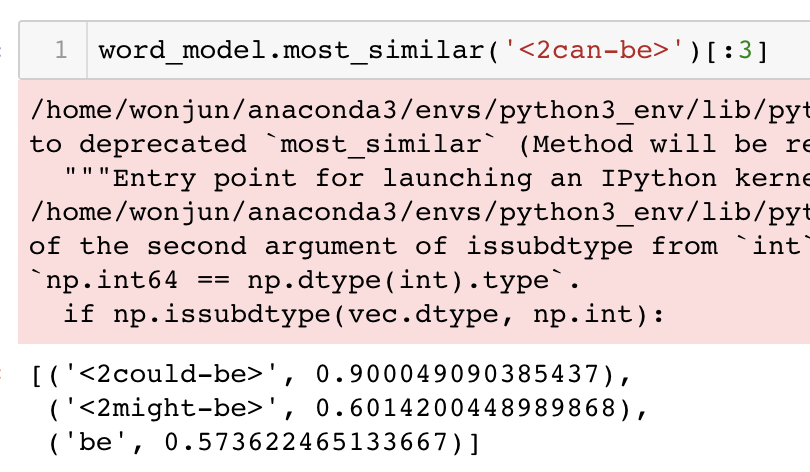 1 word_model.most_similar('<2can-be>')[:3]
/home/wonjun/anaconda3/envs/python3_env/lib/pyt
to deprecated `most_similar` (Method will be re
"""Entry point for launching an IPython kerne
/home/wonjun/anaconda3/envs/python3_env/lib/pyt
of the second argument of issubdtype from `int`
`np.int64 == np.dtype(int).type`.
if np.issubdtype(vec.dtype, np.int):
[('<2could-be>', 0.900049090385437),
('<2might-be>', 0.6014200448989868),
('be', 0.573622465133667)]